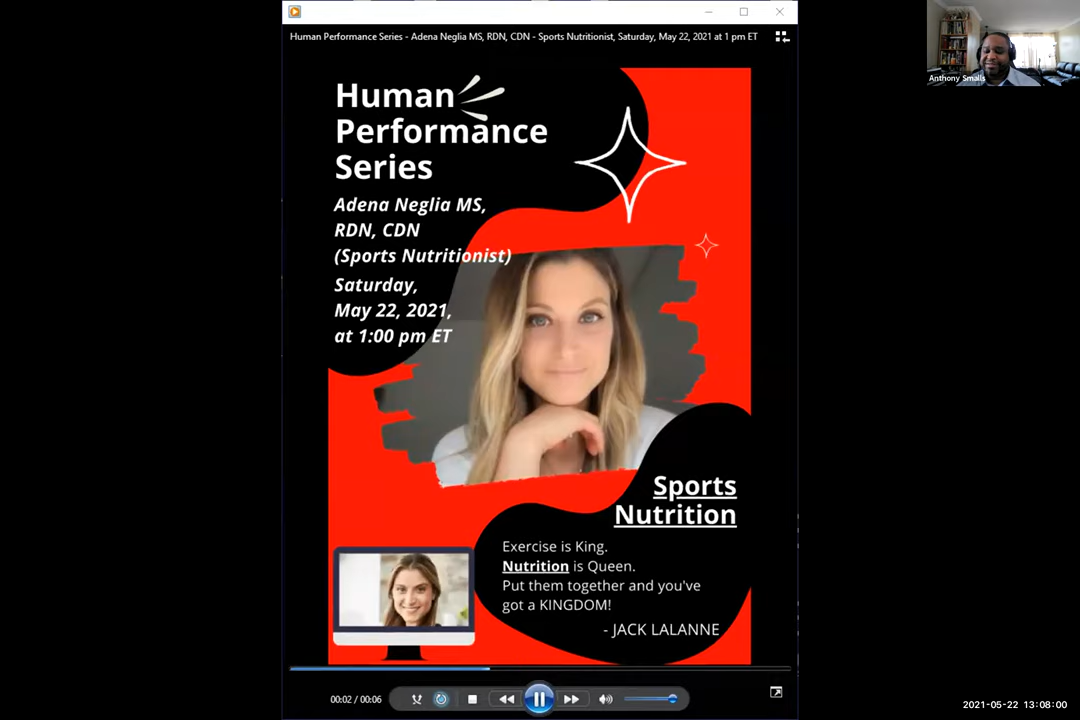 Human Performance Series - Adena Neglia MS, RDN, CDN - Sports Nutritionist, Saturday, May 22, 2021 at 1 pm ET
Human
Performance
Series
Adena Neglia MS,
RDN, CDN
(Sports Nutritionist)
Saturday,
May 22, 2021,
at 1:00 pm ET
Sports
Nutrition
Exercise is King.
Nutrition is Queen.
Put them together and you've
got a KINGDOM!
- JACK LALANNE
00:02 / 00:06
Anthony Smalls
2021-05-22 13:08:00